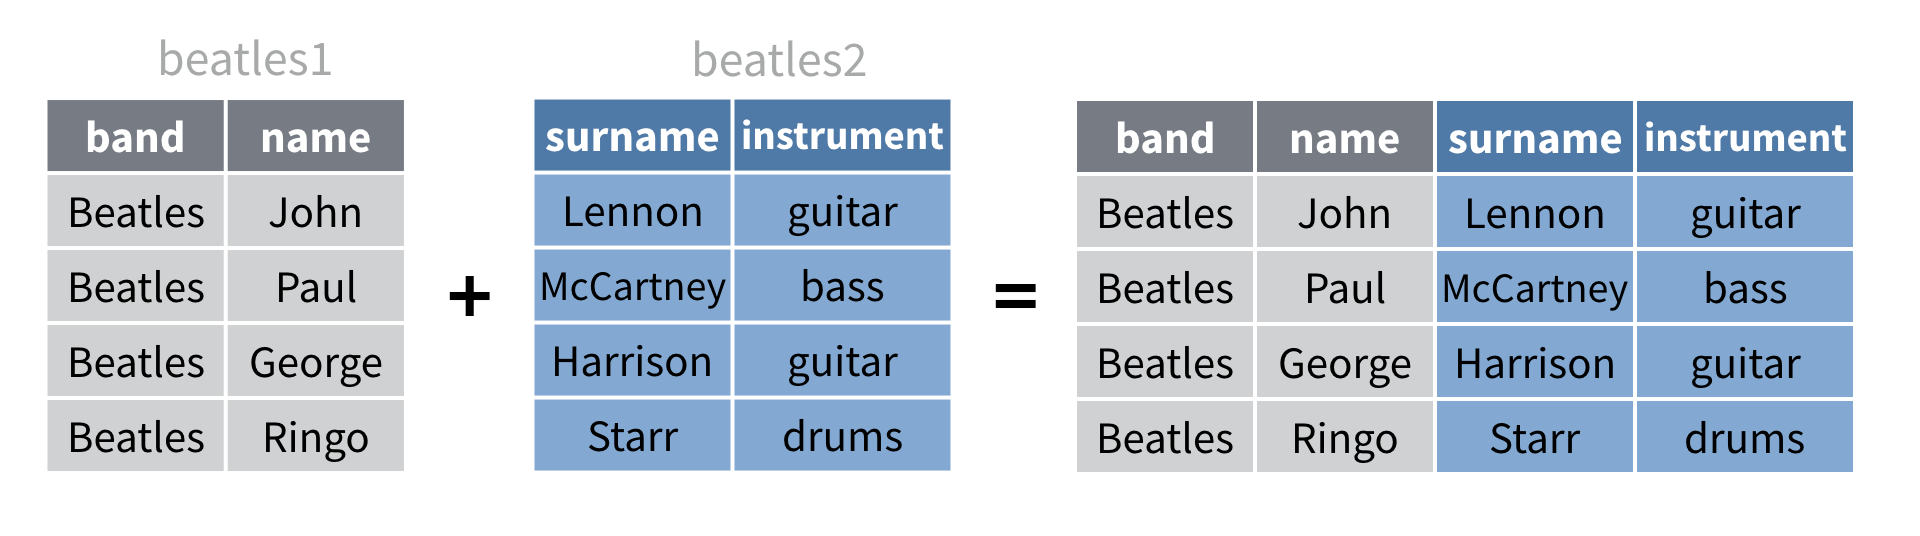 beatles1
band name
Beatles John
Beatles Paul
Beatles George
Beatles Ringo
+
beatles2
surname instrument
Lennon guitar
McCartney bass
Harrison guitar
Starr drums
=
band name surname instrument
Beatles John Lennon guitar
Beatles Paul McCartney bass
Beatles George Harrison guitar
Beatles Ringo Starr drums